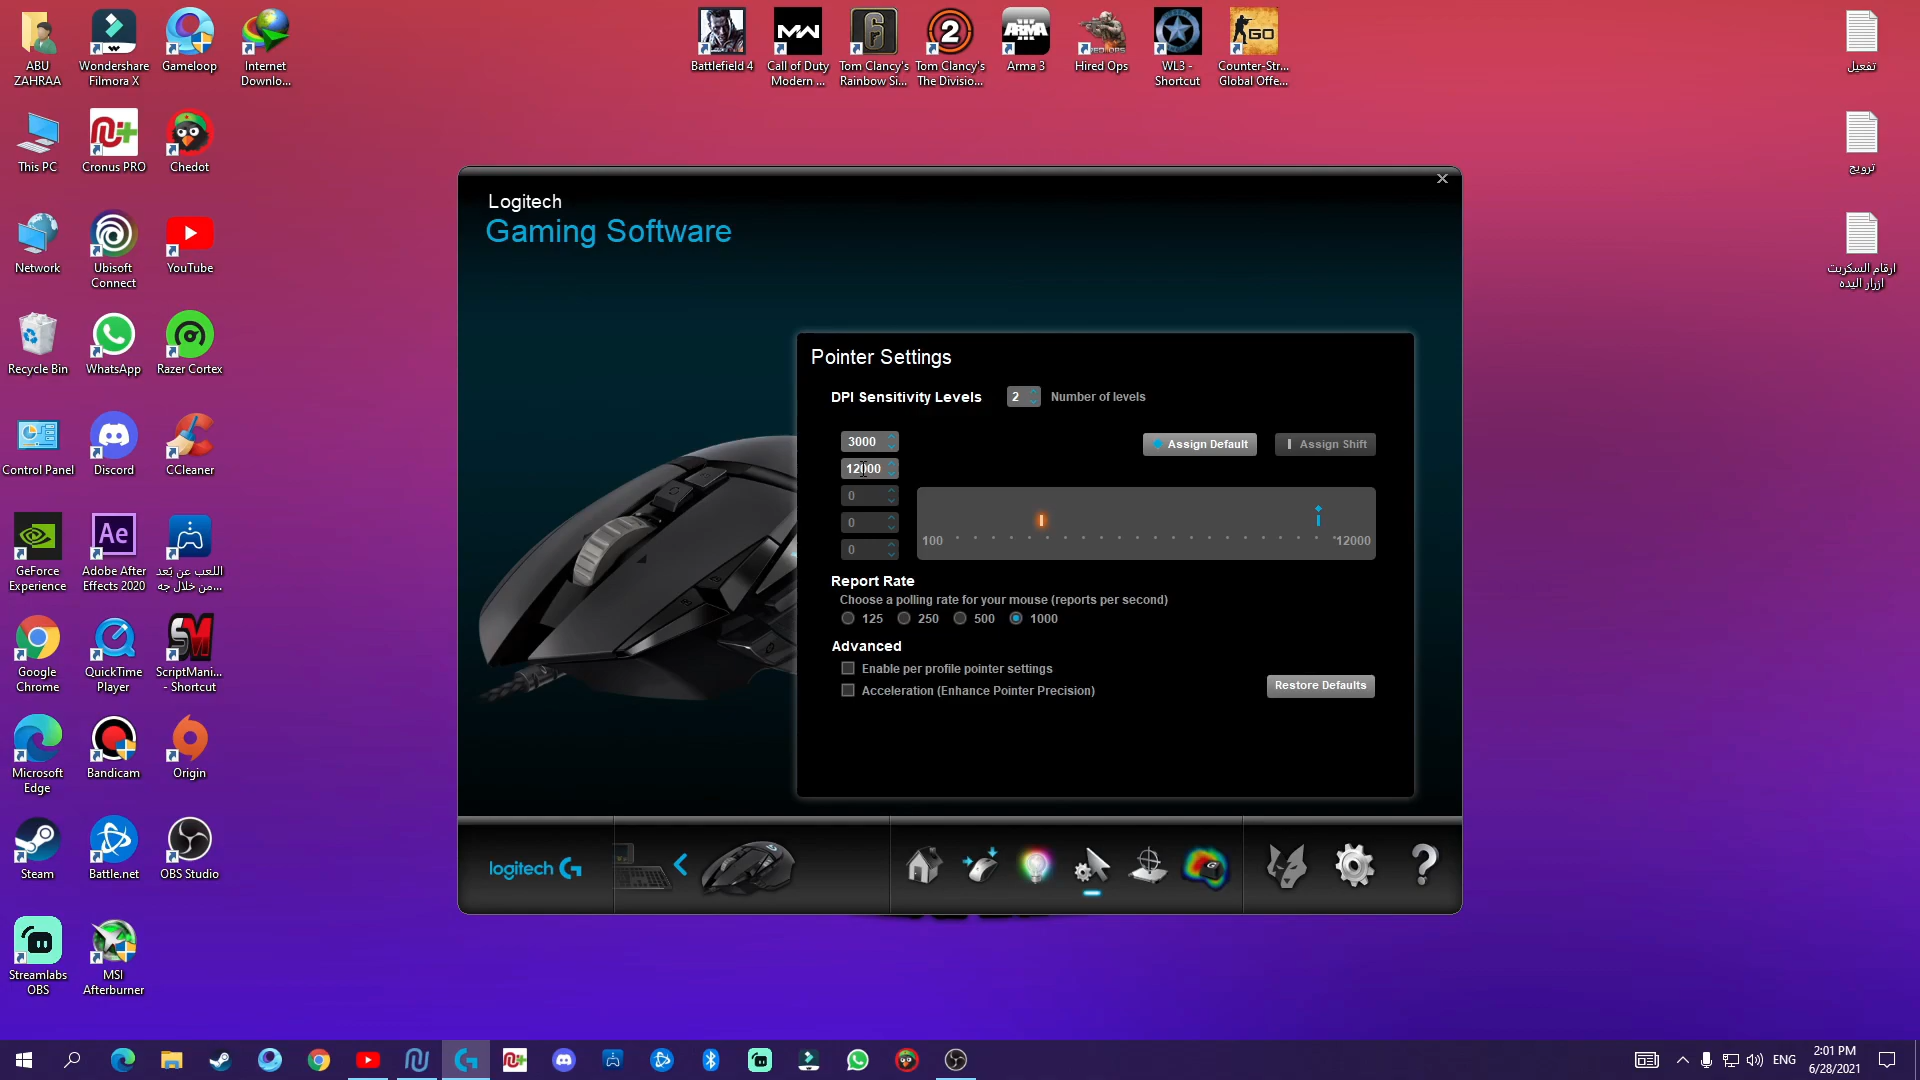 ABU
ZAHRAA
Wondershare
Filmora X
Gameloop
Internet
Downlo...
Battlefield 4
Call of Duty
Modern ...
Tom Clancy's
Rainbow Si...
Tom Clancy's
The Divisio...
Arma 3
Hired Ops
WL3 -
Shortcut
Counter-Str...
Global Offe...
تفعيل
This PC
Cronus PRO
Chedot
ترويج
Network
Ubisoft
Connect
YouTube
ارقام السكربت
ازرار اليده
Recycle Bin
WhatsApp
Razer Cortex
Control Panel
Discord
CCleaner
GeForce
Experience
Adobe After
Effects 2020
اللعب عن بُعد
من خلال جه...
Google
Chrome
QuickTime
Player
ScriptMani...
- Shortcut
Microsoft
Edge
Bandicam
Origin
Steam
Battle.net
OBS Studio
Streamlabs
OBS
MSI
Afterburner
Logitech
Gaming Software
Pointer Settings
DPI Sensitivity Levels
2
Number of levels
3000
Assign Default
Assign Shift
12000
0
0
0
100
12000
Report Rate
Choose a polling rate for your mouse (reports per second)
125
250
500
1000
Advanced
Enable per profile pointer settings
Acceleration (Enhance Pointer Precision)
Restore Defaults
logitech G
ENG
2:01 PM
6/28/2021